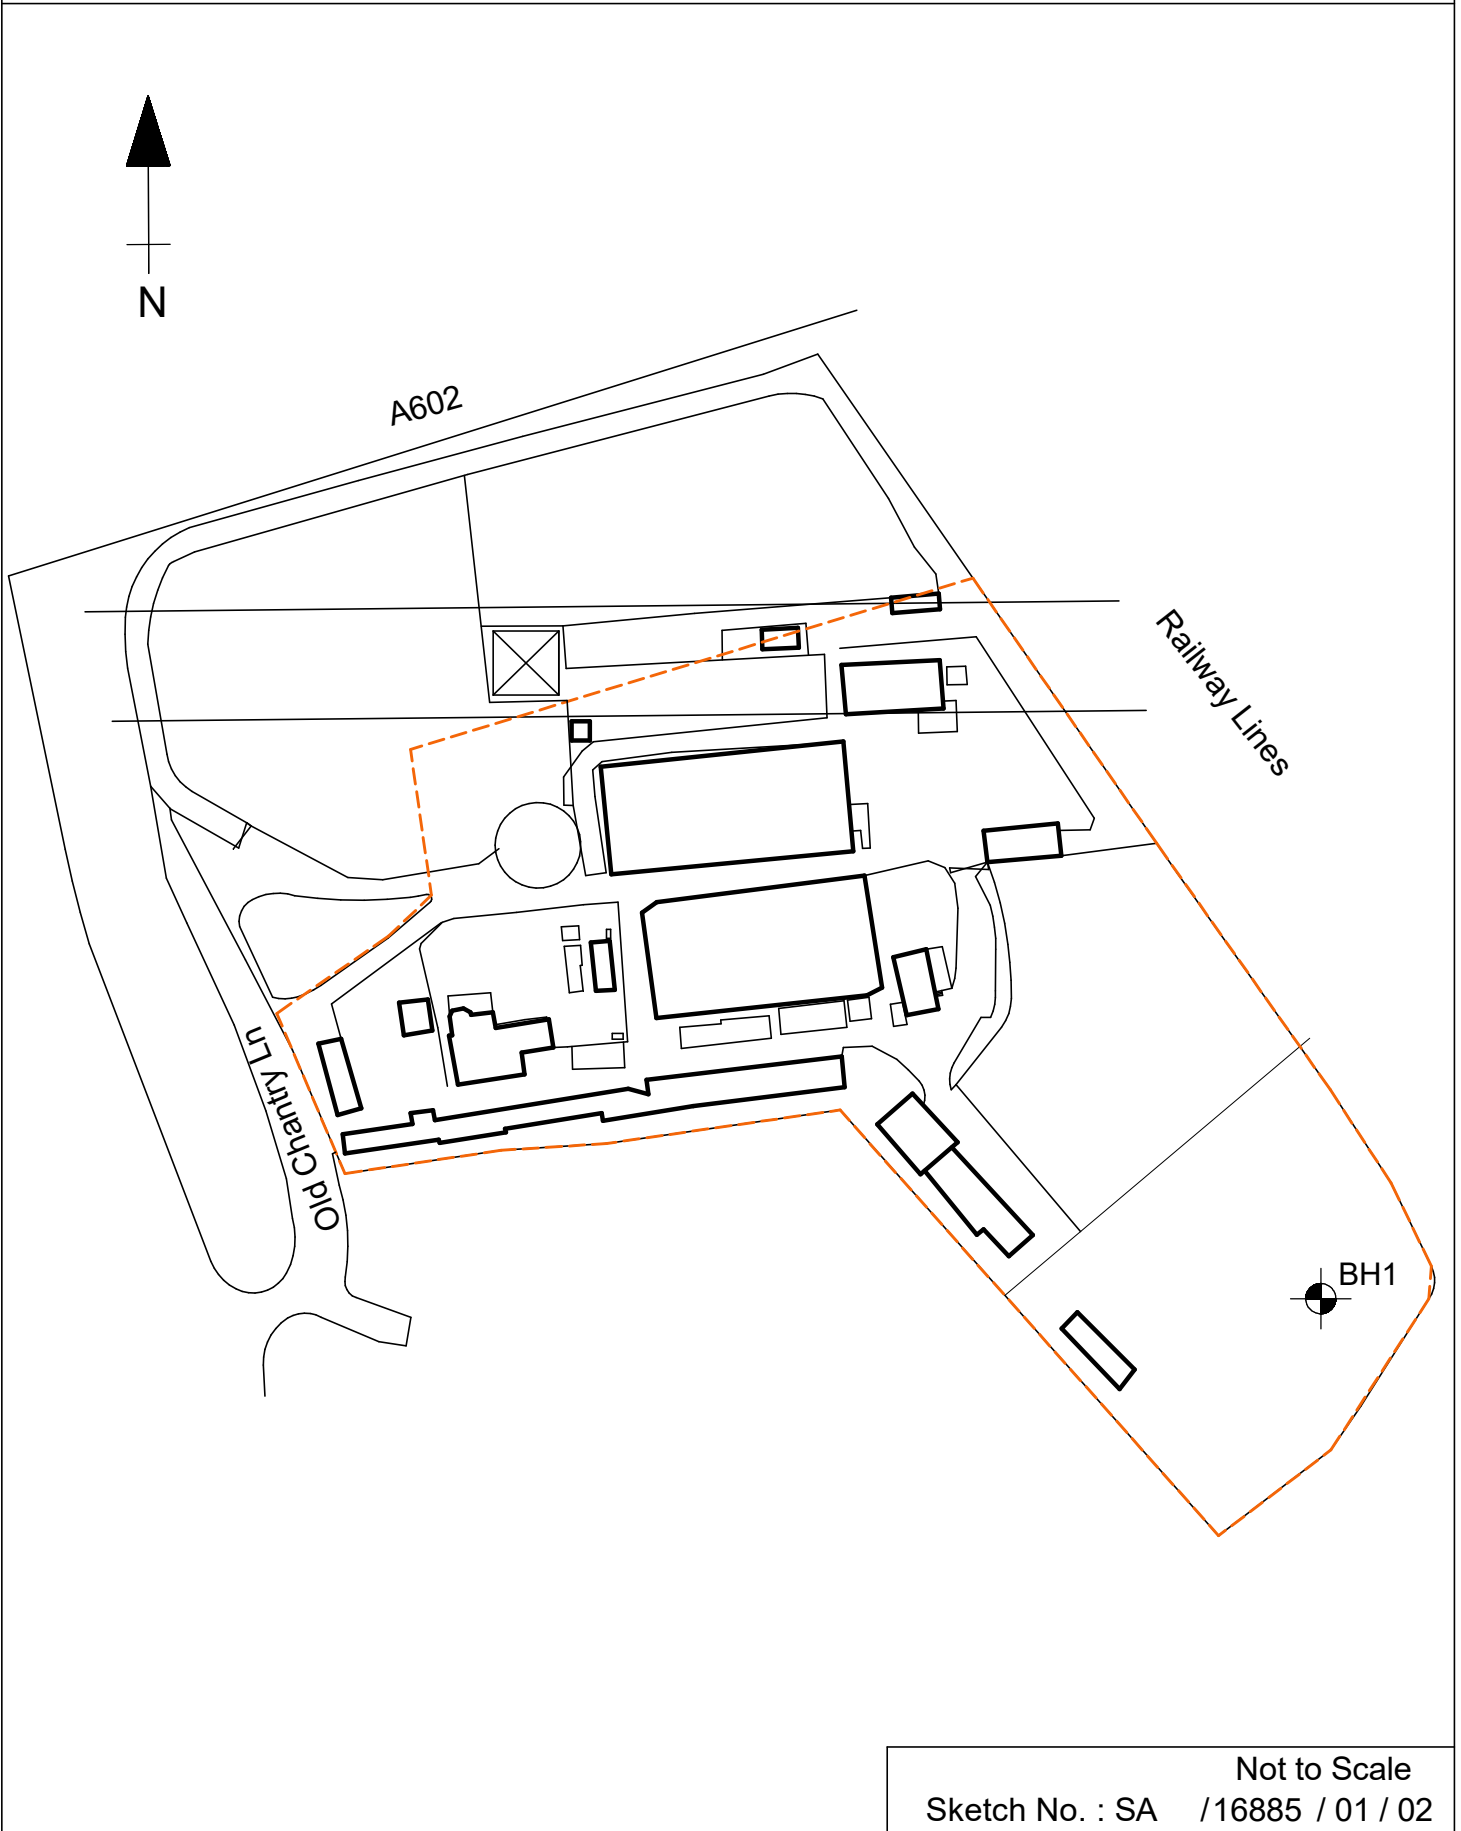 N
A602
Railway Lines
Old Chantry Ln
BH1
Not to Scale
Sketch No. : SA /16885 / 01 / 02